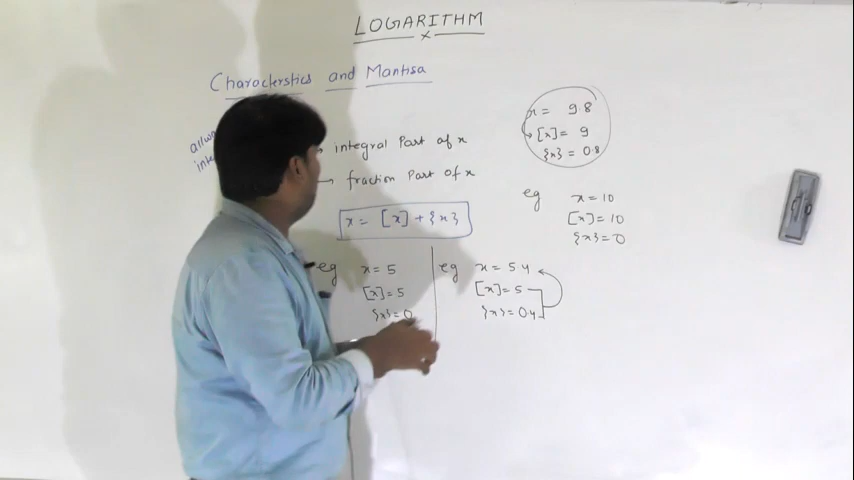 LOGARITHM
x
Characterstics and Mantisa
→ integral Part of x
→ fraction Part of x
x = [x] + {x}
eg x = 5
[x] = 5
{x} = 0
eg x = 5.4
[x] = 5
{x} = 0.4
x = 9.8
[x] = 9
{x} = 0.8
eg x = 10
[x] = 10
{x} = 0